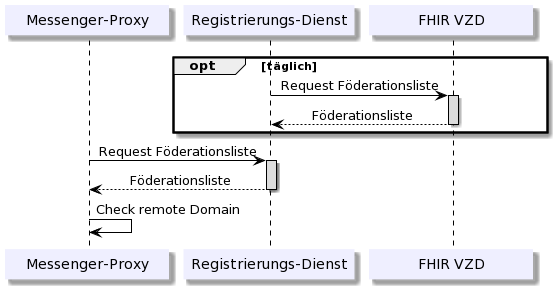 Messenger-Proxy
Registrierungs-Dienst
FHIR VZD
opt
[täglich]
Request Föderationsliste
Föderationsliste
Request Föderationsliste
Föderationsliste
Check remote Domain
Messenger-Proxy
Registrierungs-Dienst
FHIR VZD